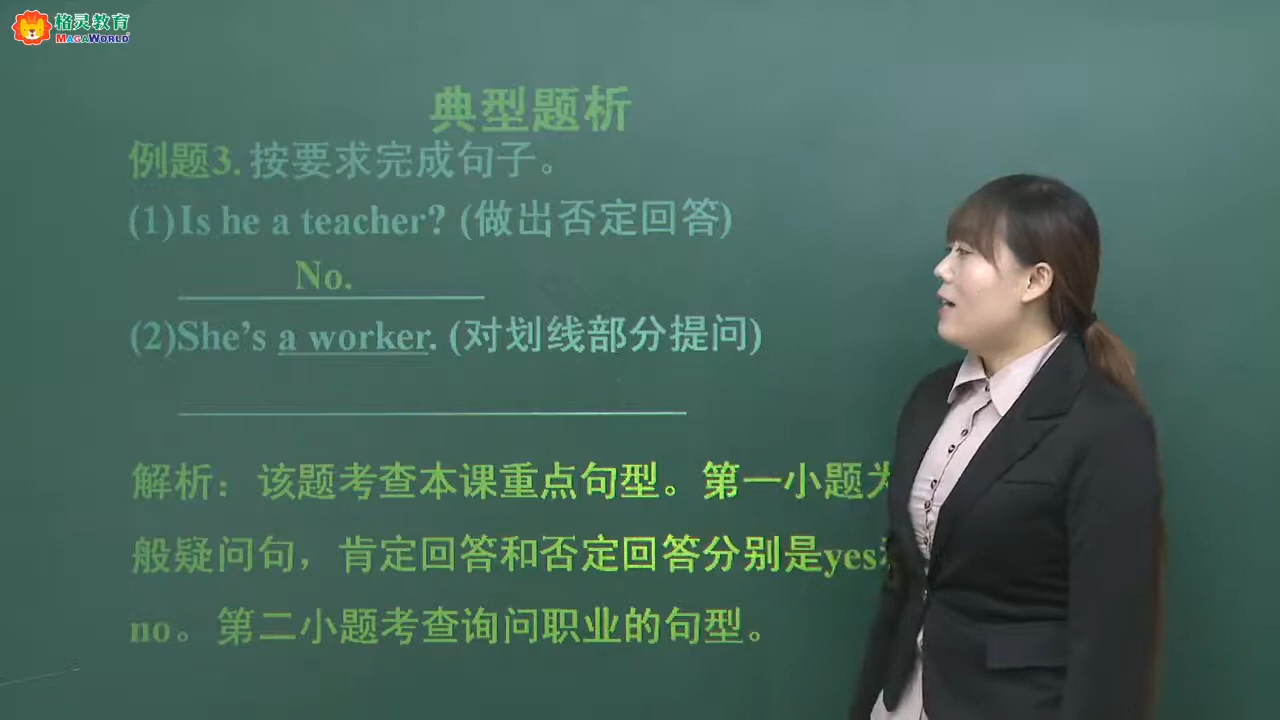 格灵教育
MAGAWORLD
典型题析
例题3.按要求完成句子。
(1)Is he a teacher? (做出否定回答)
No.
(2)She's a worker. (对划线部分提问)
解析：该题考查本课重点句型。第一小题为
般疑问句，肯定回答和否定回答分别是yes
no。第二小题考查询问职业的句型。